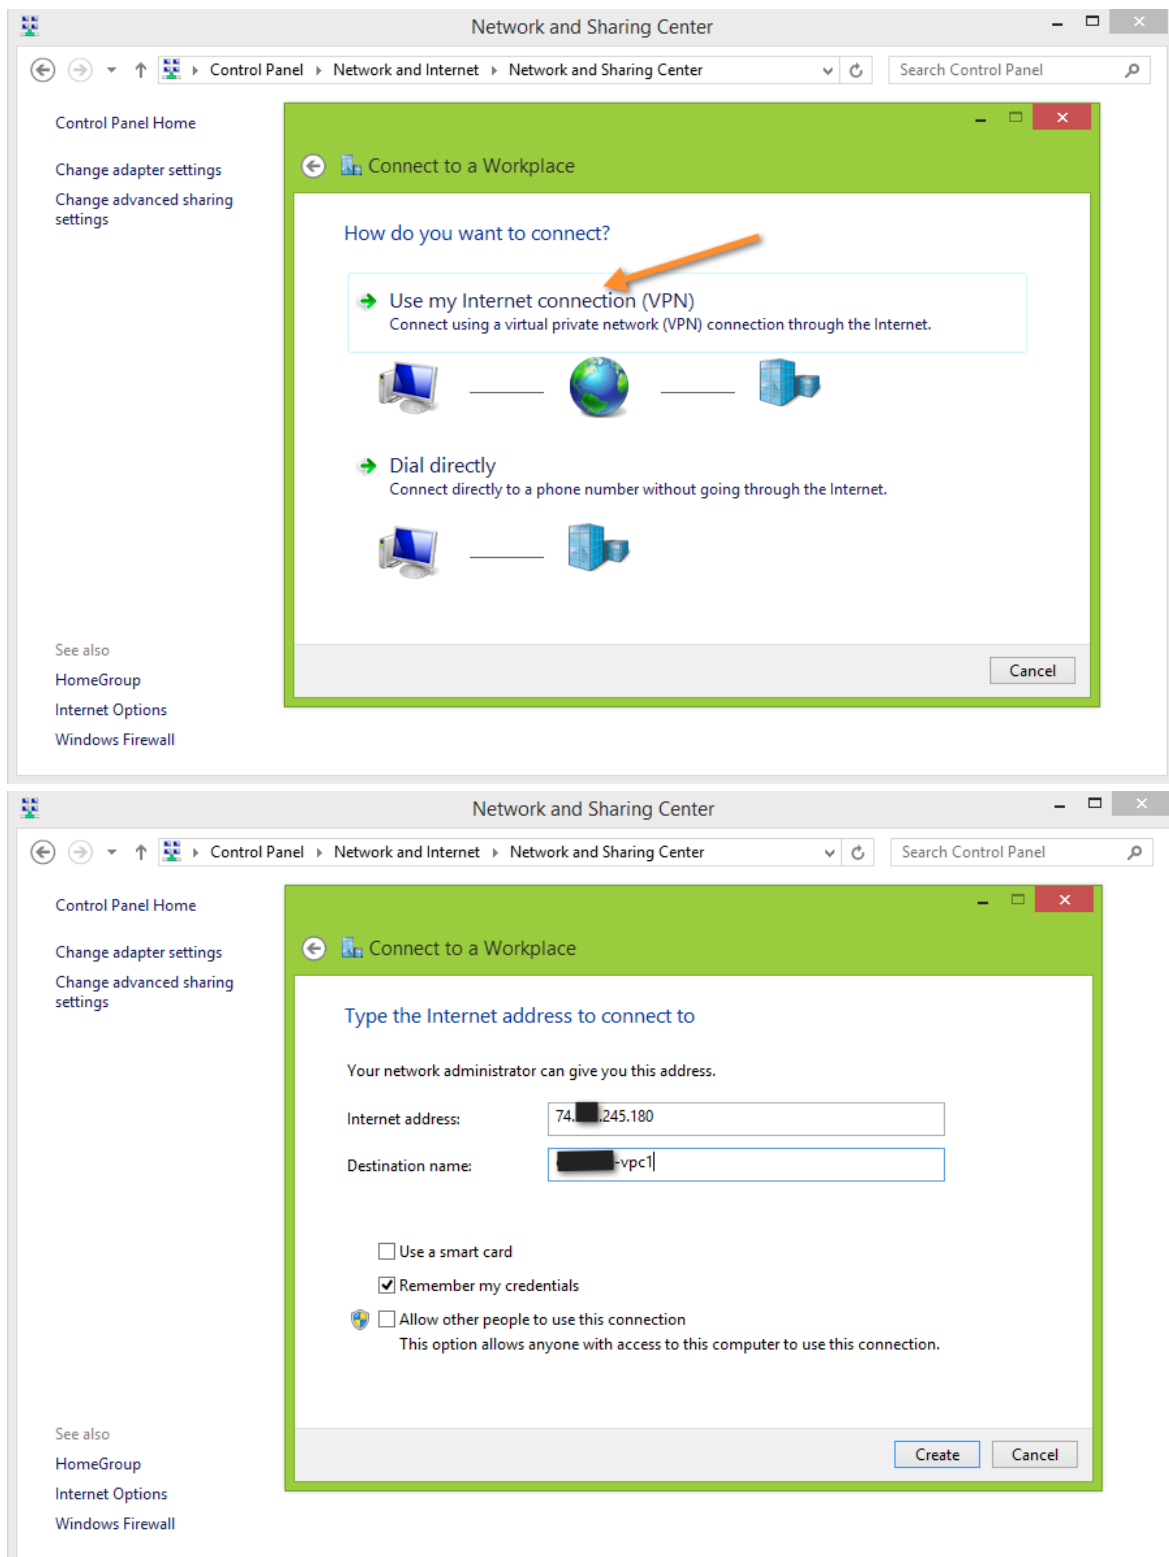 Network and Sharing Center
Control Panel Network and Internet Network and Sharing Center
Search Control Panel
Control Panel Home
Change adapter settings
Change advanced sharing
settings
Connect to a Workplace
How do you want to connect?
Use my Internet connection (VPN)
Connect using a virtual private network (VPN) connection through the Internet.
Dial directly
Connect directly to a phone number without going through the Internet.
Cancel
See also
HomeGroup
Internet Options
Windows Firewall
Network and Sharing Center
Control Panel Network and Internet Network and Sharing Center
Search Control Panel
Control Panel Home
Change adapter settings
Change advanced sharing
settings
Connect to a Workplace
Type the Internet address to connect to
Your network administrator can give you this address.
Internet address: 74. .245.180
Destination name: -vpc1
Use a smart card
Remember my credentials
Allow other people to use this connection
This option allows anyone with access to this computer to use this connection.
Create Cancel
See also
HomeGroup
Internet Options
Windows Firewall